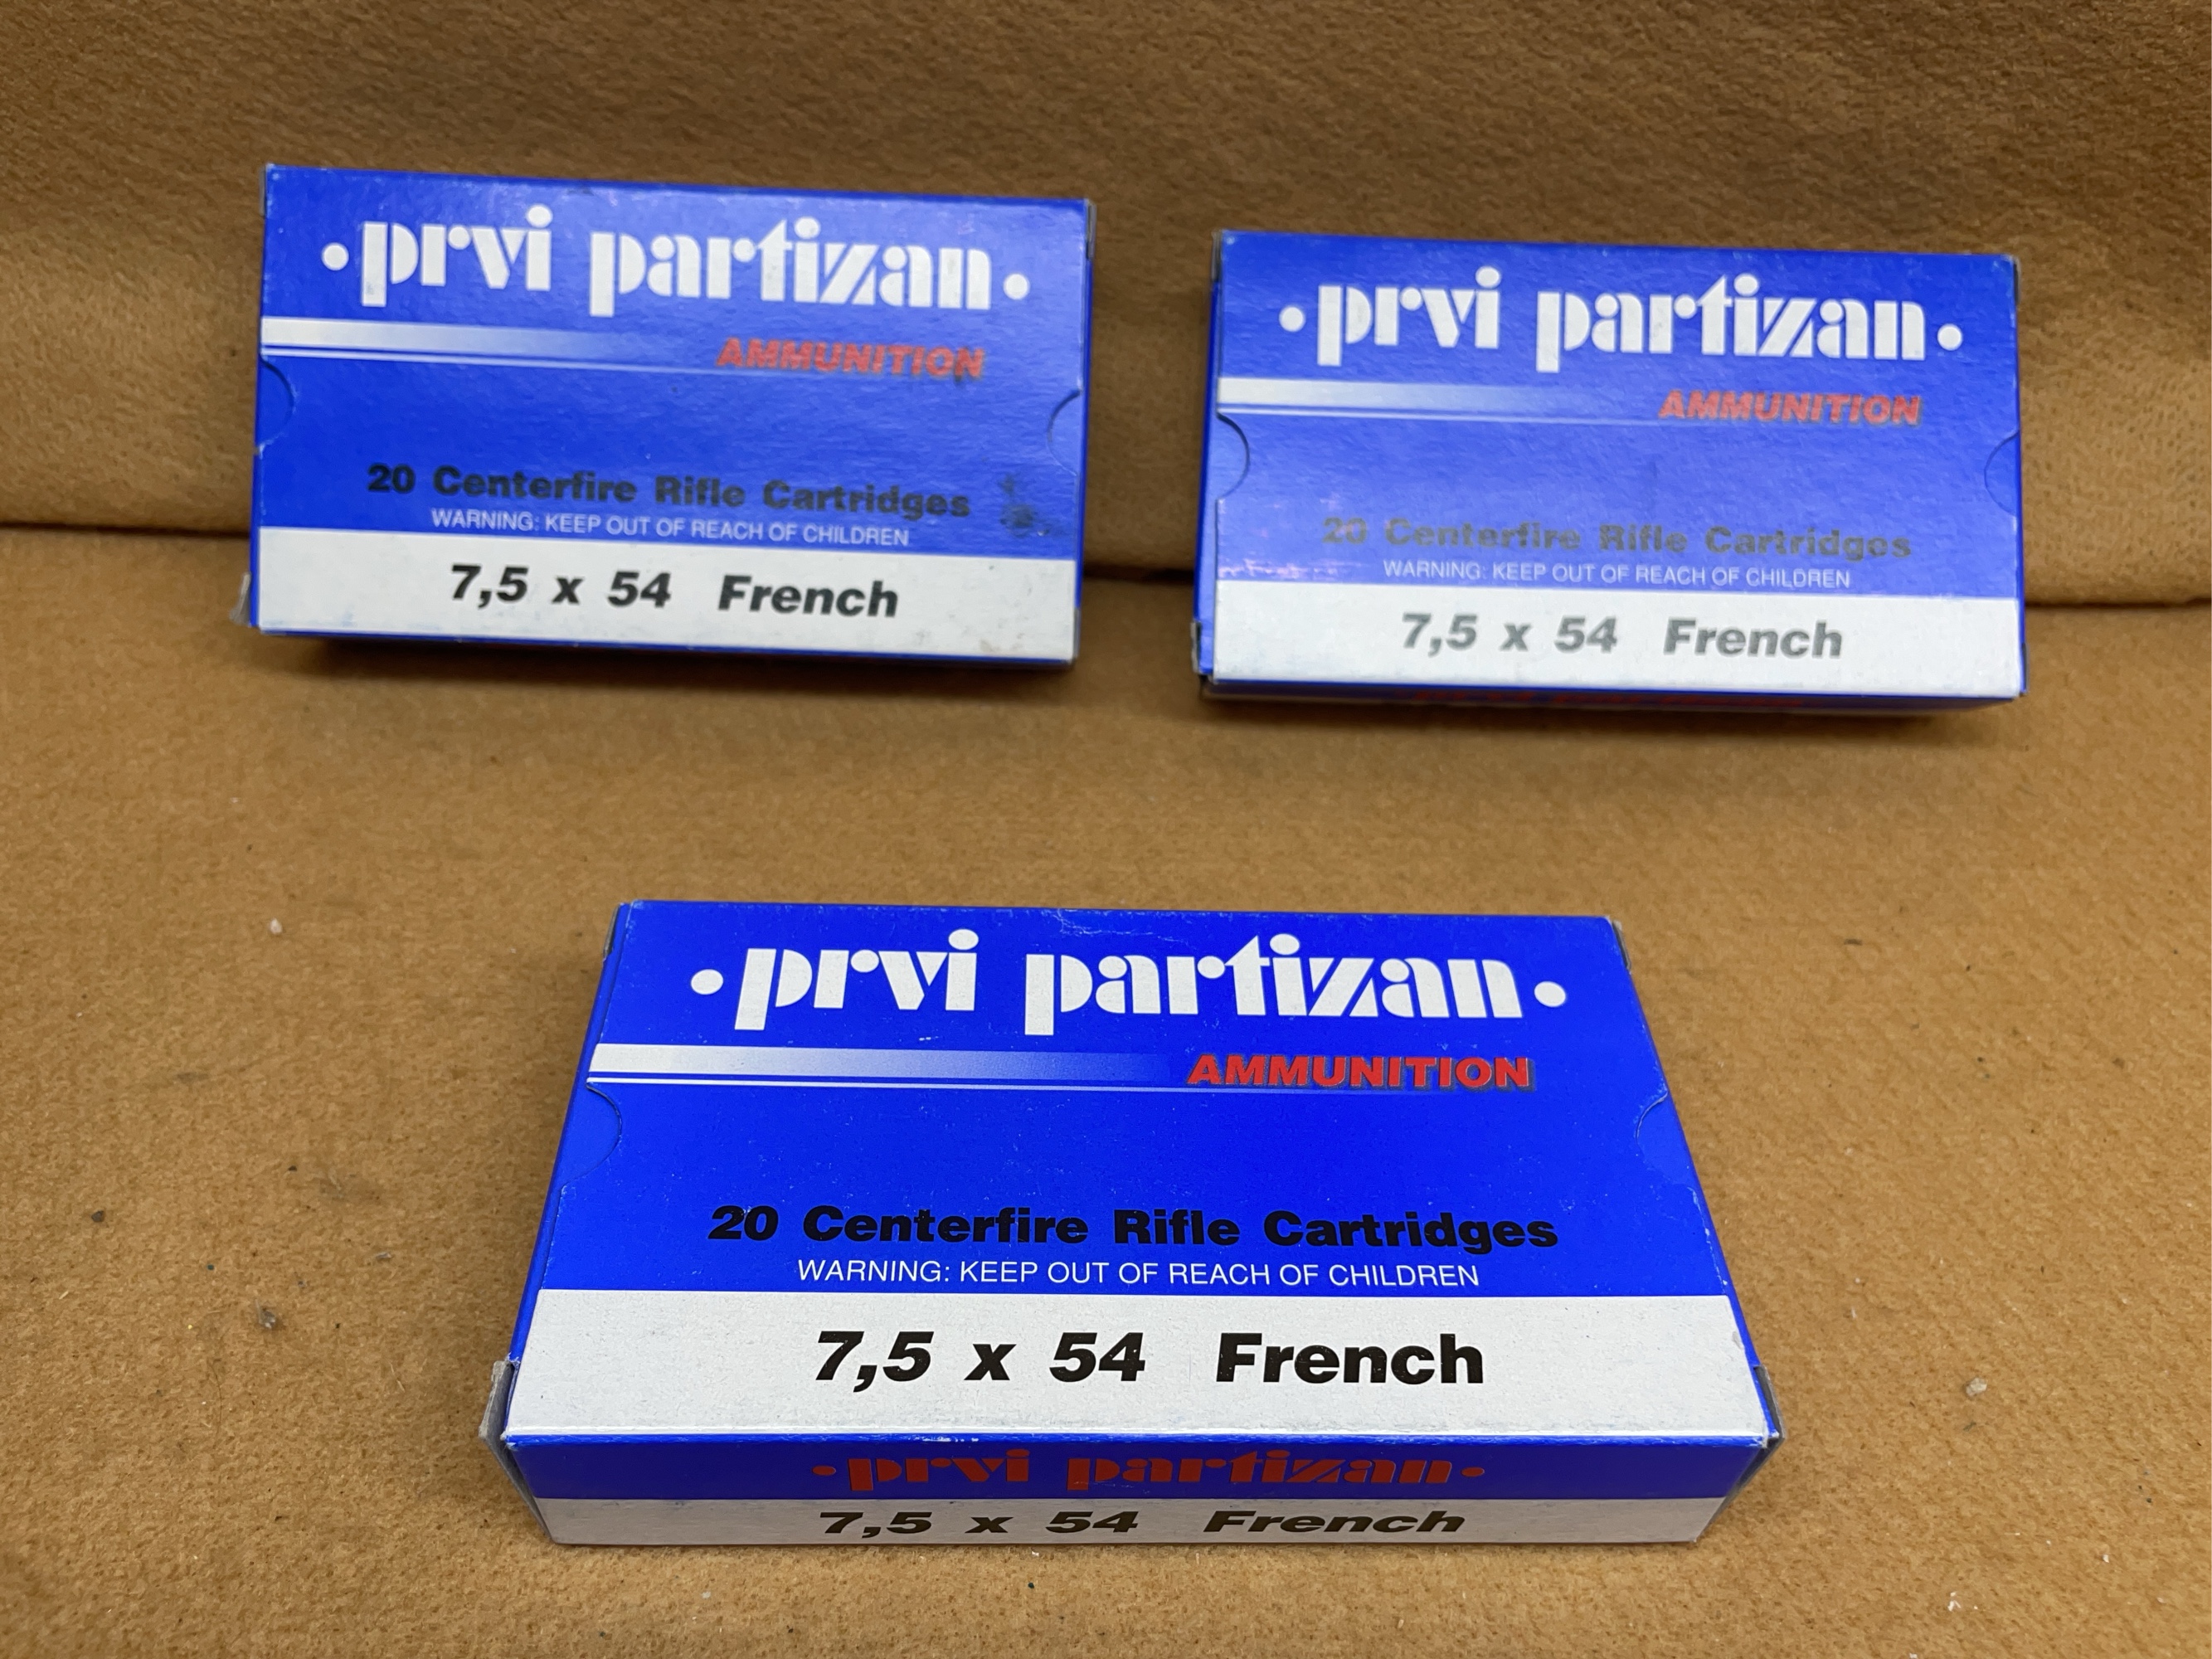 •prvi partizan•
AMMUNITION
20 Centerfire Rifle Cartridges
WARNING: KEEP OUT OF REACH OF CHILDREN
7,5 x 54 French
•prvi partizan•
AMMUNITION
20 Centerfire Rifle Cartridges
WARNING: KEEP OUT OF REACH OF CHILDREN
7,5 x 54 French
•prvi partizan•
AMMUNITION
20 Centerfire Rifle Cartridges
WARNING: KEEP OUT OF REACH OF CHILDREN
7,5 x 54 French
•prvi partizan•
7,5 x 54 French